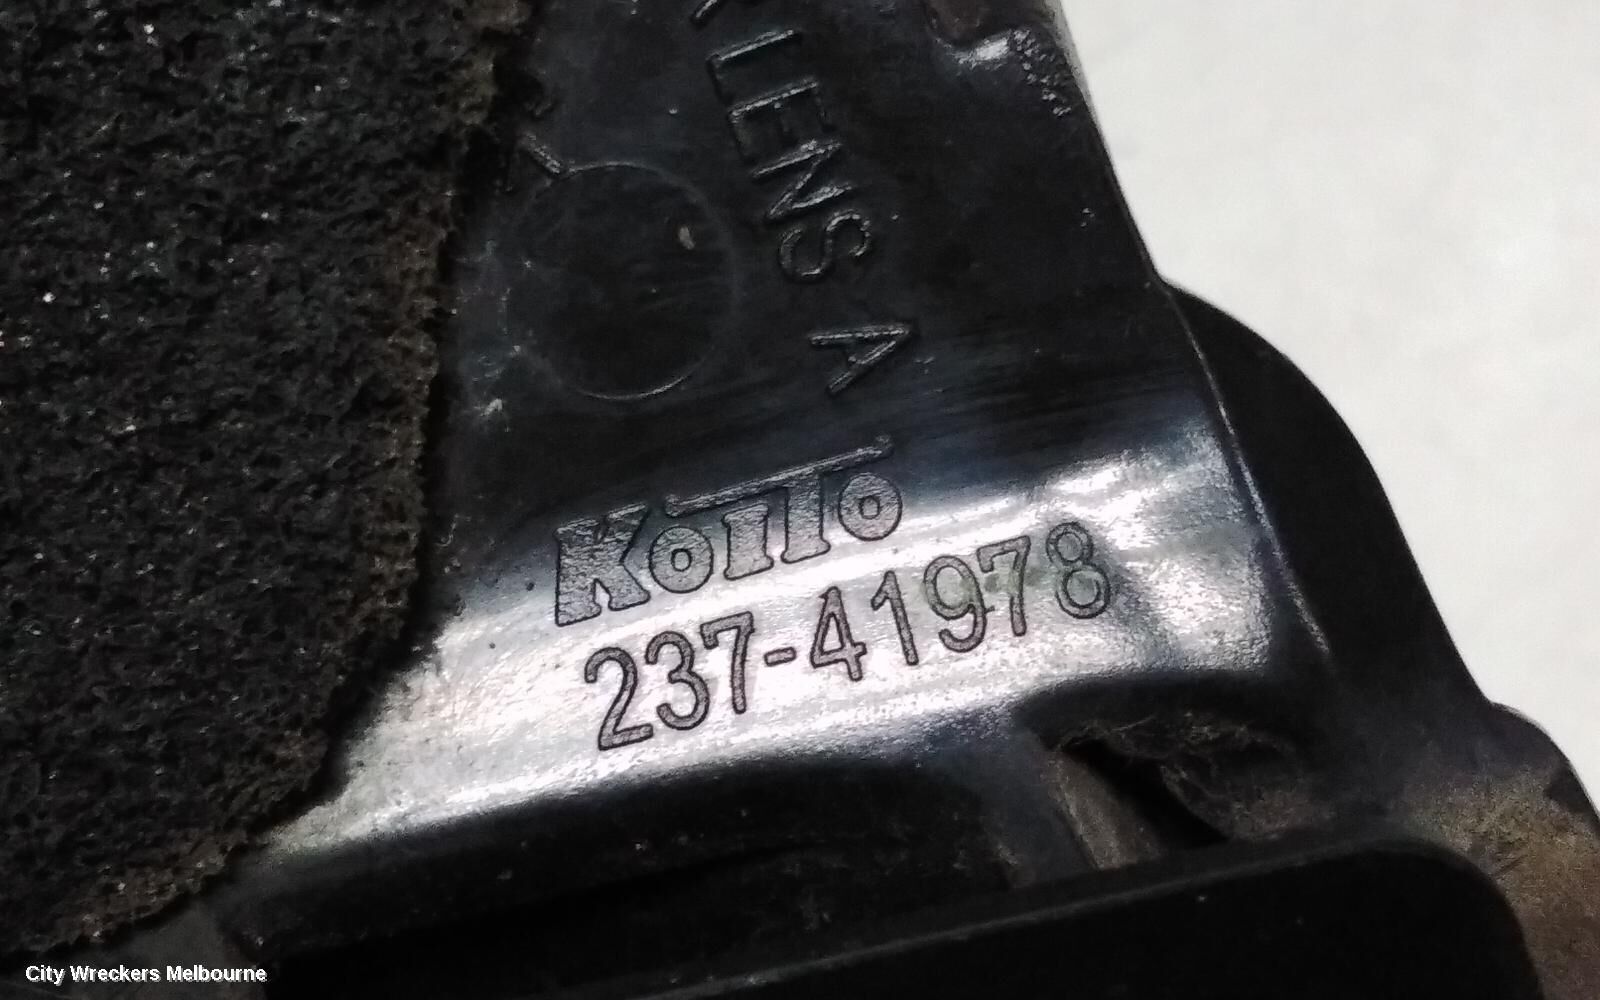 LENS A
KOITO
237-41978
City Wreckers Melbourne